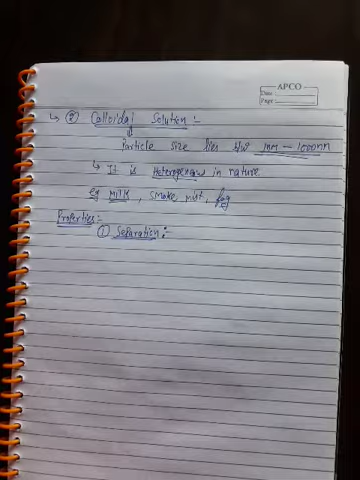 APCO
Date
Page
↳ ② Colloidal Solution :-
Particle size lies b/w 1nm - 1000nm
↳ It is Heterogeneous in nature
eg Milk, smoke, mist, fog
Properties:-
① Separation :-